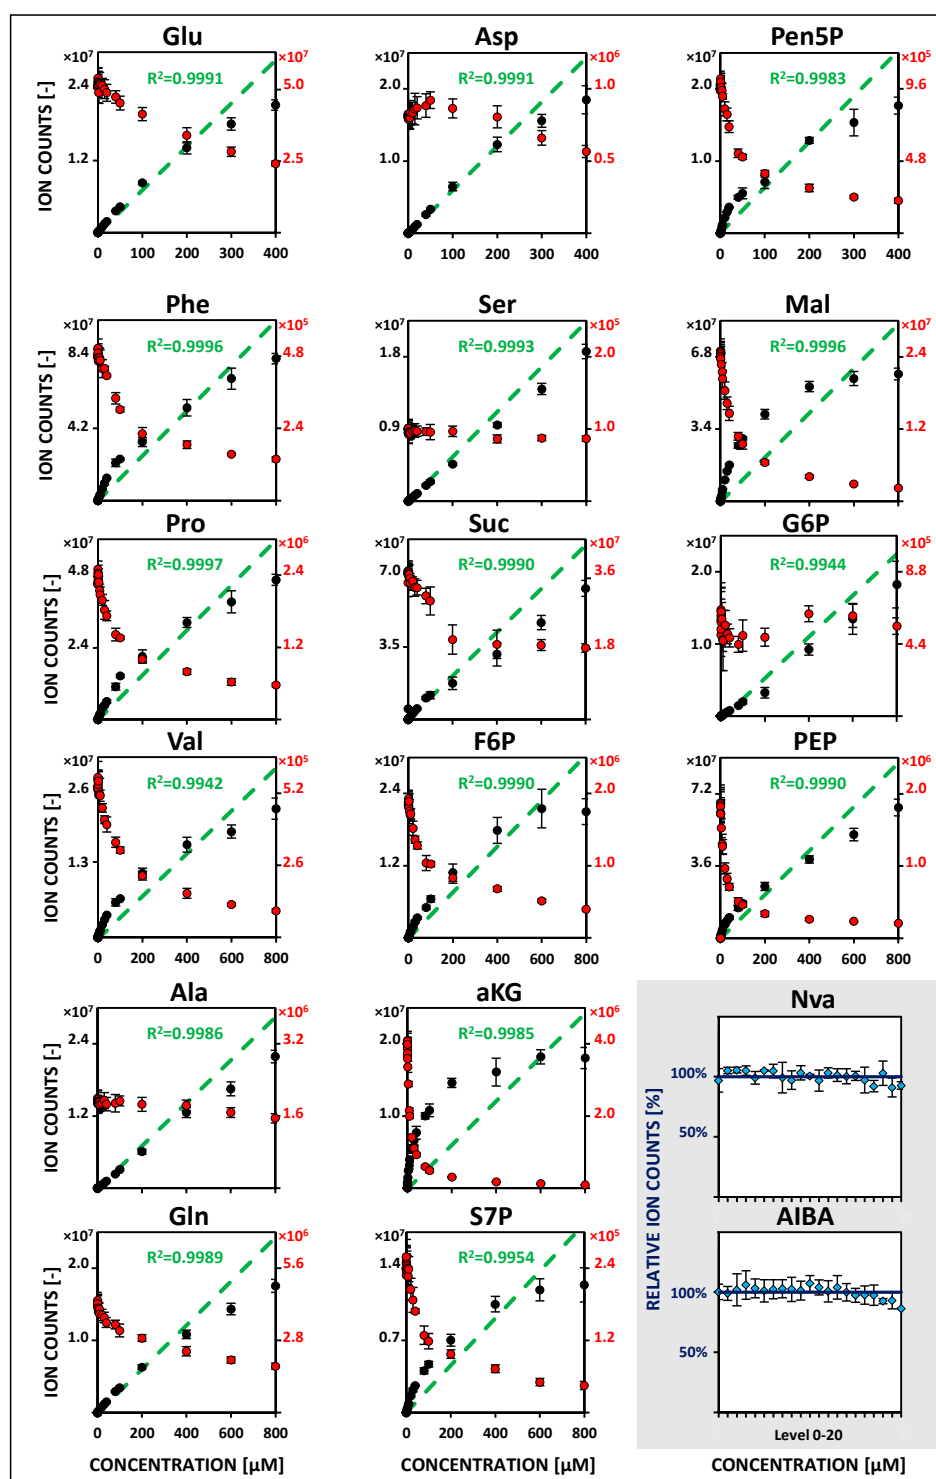 Glu
×10⁷
×10⁷
R²=0.9991
2.4
1.2
5.0
2.5
ION COUNTS [-]
0 100 200 300 400
Asp
×10⁷
×10⁶
R²=0.9991
2.0
1.0
1.0
0.5
0 100 200 300 400
Pen5P
×10⁷
×10⁵
R²=0.9983
2.0
1.0
9.6
4.8
0 100 200 300 400
Phe
×10⁷
×10⁵
R²=0.9996
8.4
4.2
4.8
2.4
ION COUNTS [-]
Ser
×10⁷
×10⁵
R²=0.9993
1.8
0.9
2.0
1.0
Mal
×10⁷
×10⁷
R²=0.9996
6.8
3.4
2.4
1.2
Pro
×10⁷
×10⁶
R²=0.9997
4.8
2.4
2.4
1.2
ION COUNTS [-]
Suc
×10⁷
×10⁷
R²=0.9990
7.0
3.5
3.6
1.8
G6P
×10⁷
×10⁵
R²=0.9944
2.0
1.0
8.8
4.4
Val
×10⁷
×10⁵
R²=0.9942
2.6
1.3
5.2
2.6
ION COUNTS [-]
0 200 400 600 800
F6P
×10⁷
×10⁶
R²=0.9990
2.4
1.2
2.0
1.0
0 200 400 600 800
PEP
×10⁷
×10⁶
R²=0.9990
7.2
3.6
2.0
1.0
0 200 400 600 800
Ala
×10⁷
×10⁶
R²=0.9986
2.4
1.2
3.2
1.6
ION COUNTS [-]
aKG
×10⁷
×10⁶
R²=0.9985
2.0
1.0
4.0
2.0
Nva
100%
50%
RELATIVE ION COUNTS [%]
Gln
×10⁷
×10⁶
R²=0.9989
2.0
1.0
5.6
2.8
ION COUNTS [-]
0 200 400 600 800
CONCENTRATION [µM]
S7P
×10⁷
×10⁵
R²=0.9954
1.4
0.7
2.4
1.2
0 200 400 600 800
CONCENTRATION [µM]
AIBA
100%
50%
Level 0-20